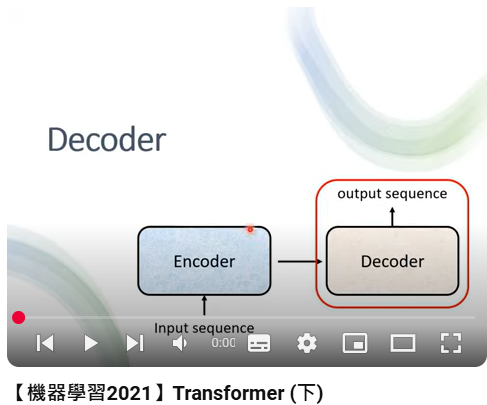 Decoder
output sequence
Encoder
Decoder
Input sequence
0:00
【機器學習2021】Transformer (下)